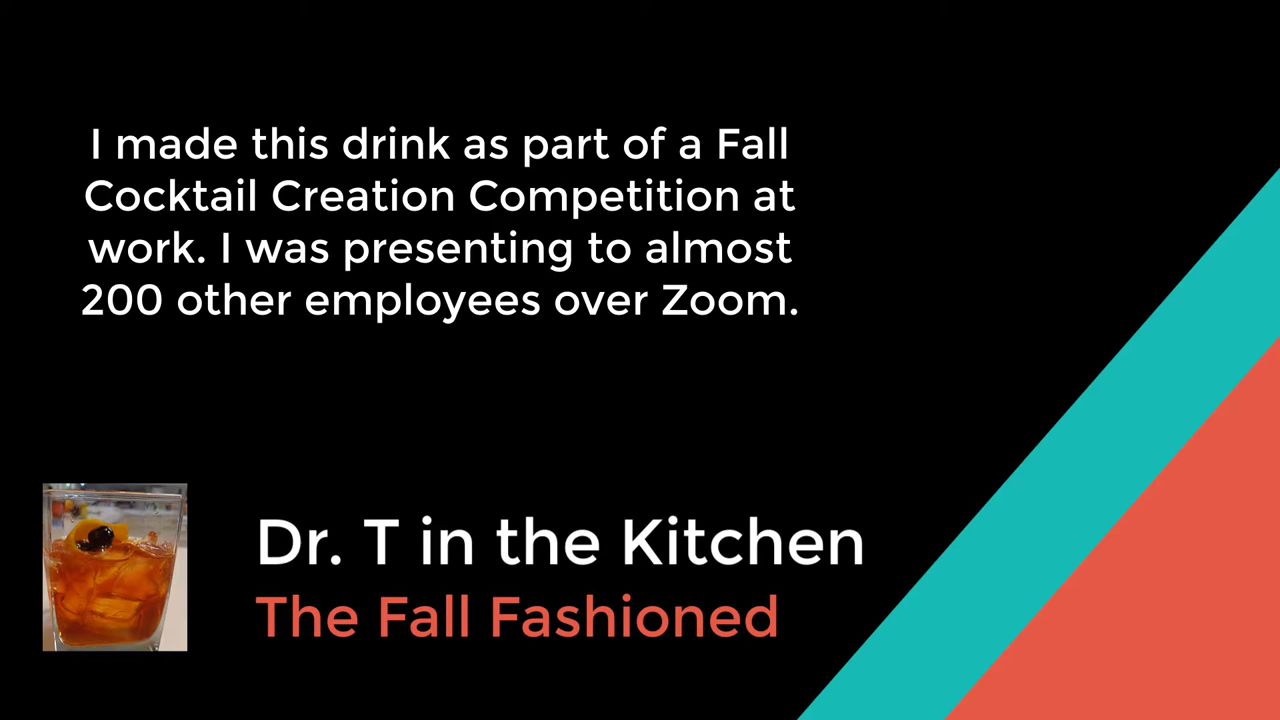 I made this drink as part of a Fall
Cocktail Creation Competition at
work. I was presenting to almost
200 other employees over Zoom.
Dr. T in the Kitchen
The Fall Fashioned